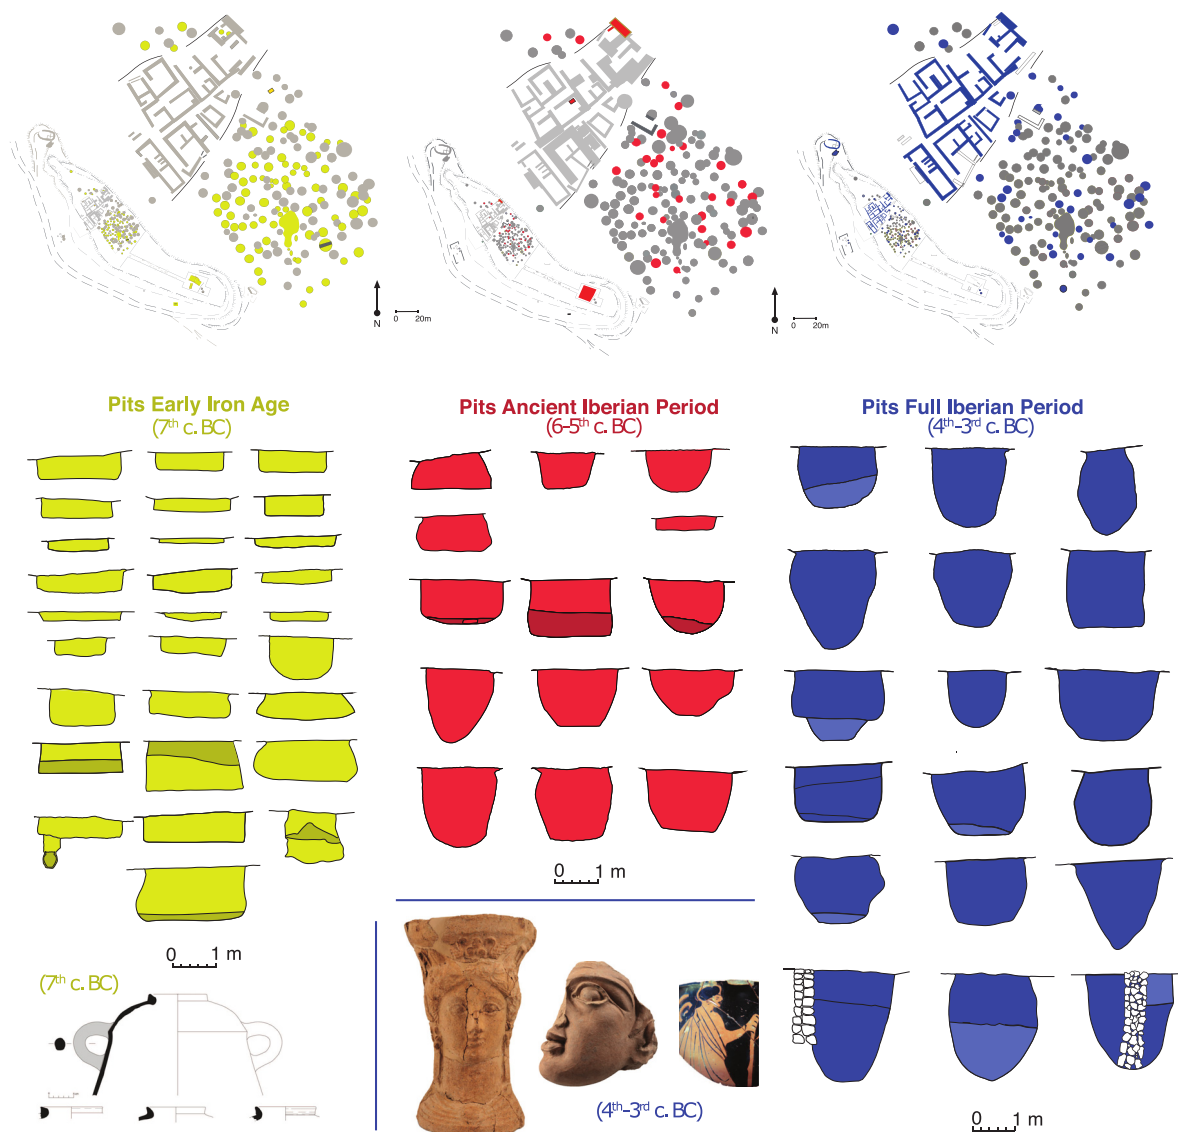 N
0 20m
N
0 20m
Pits Early Iron Age
(7th c. BC)
Pits Ancient Iberian Period
(6-5th c. BC)
Pits Full Iberian Period
(4th-3rd c. BC)
0 1 m
0 1 m
(7th c. BC)
(4th-3rd c. BC)
0 1 m